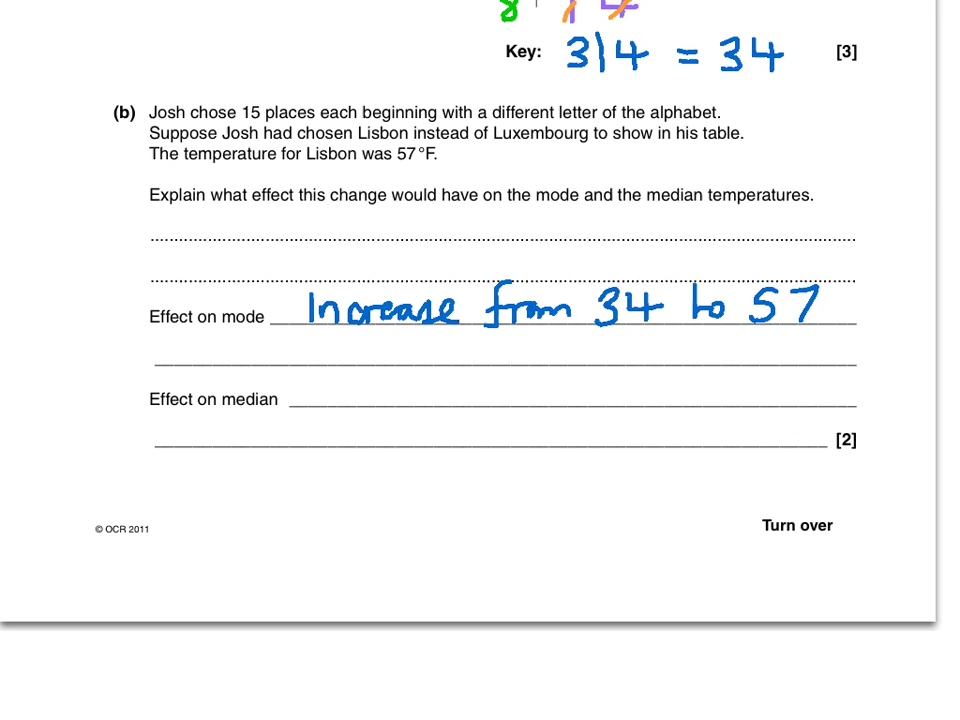 Key: 3|4 = 34 [3]
(b) Josh chose 15 places each beginning with a different letter of the alphabet.
Suppose Josh had chosen Lisbon instead of Luxembourg to show in his table.
The temperature for Lisbon was 57°F.
Explain what effect this change would have on the mode and the median temperatures.
Effect on mode Increase from 34 to 57
Effect on median
[2]
© OCR 2011
Turn over